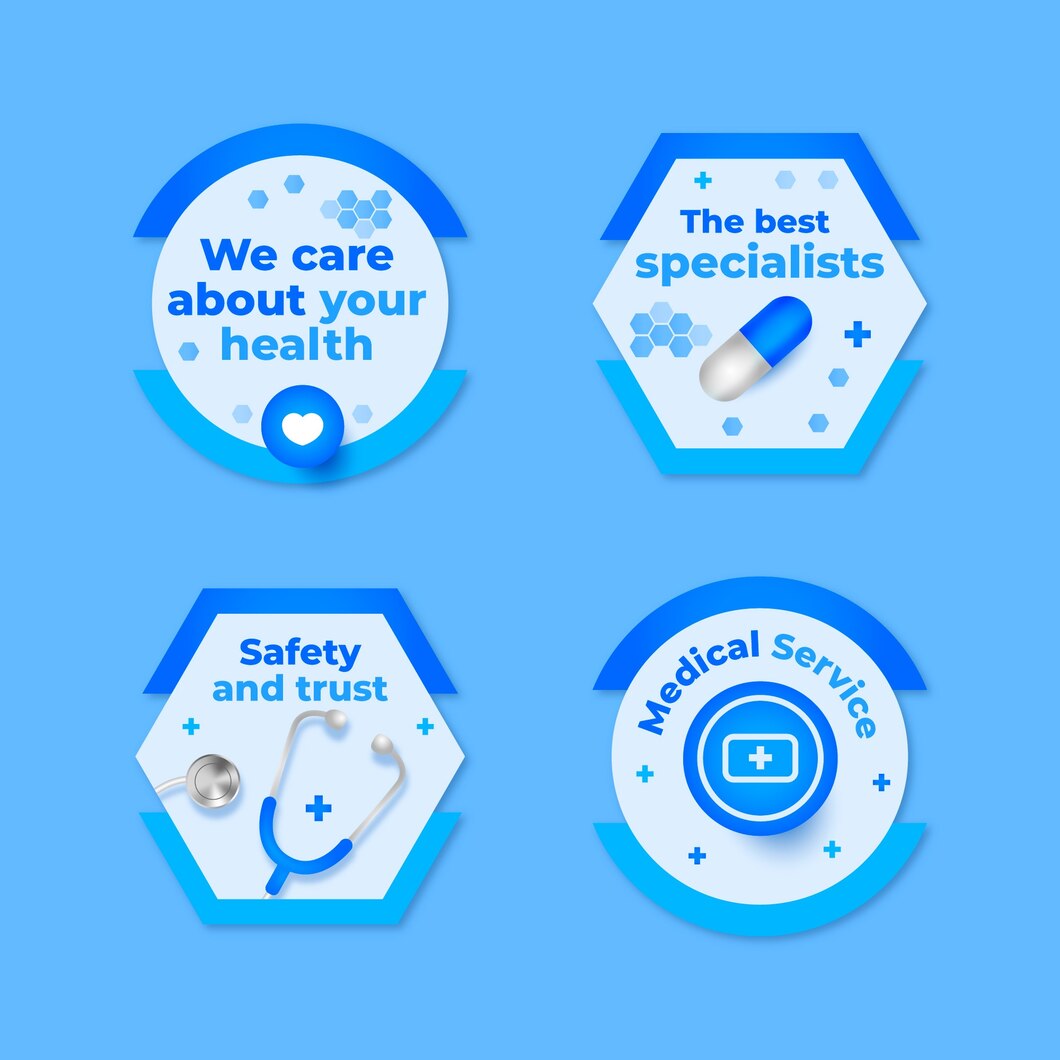 We care
about your
health
The best
specialists
Safety
and trust
Medical Service